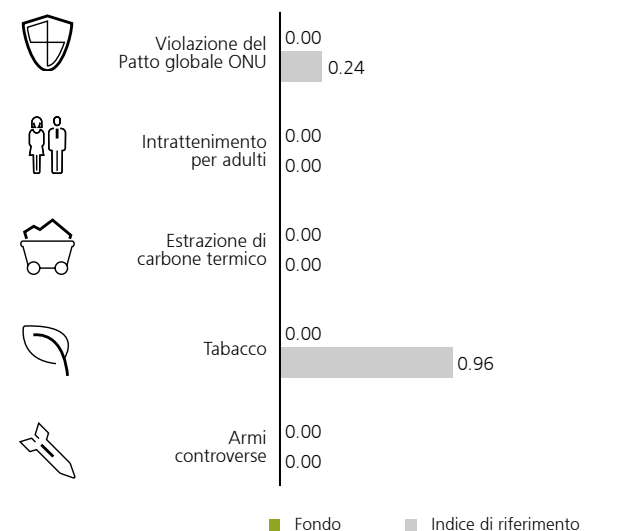 Violazione del
Patto globale ONU
0.00
0.24
Intrattenimento
per adulti
0.00
0.00
Estrazione di
carbone termico
0.00
0.00
Tabacco
0.00
0.96
Armi
controverse
0.00
0.00
Fondo
Indice di riferimento